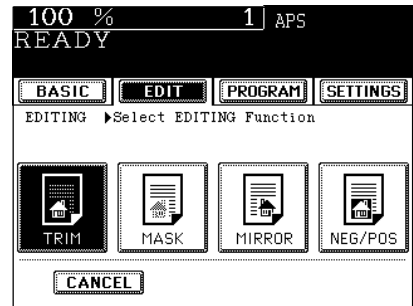 100 % 1 APS
READY
BASIC EDIT PROGRAM SETTINGS
EDITING ▶Select EDITING Function
TRIM MASK MIRROR NEG/POS
CANCEL